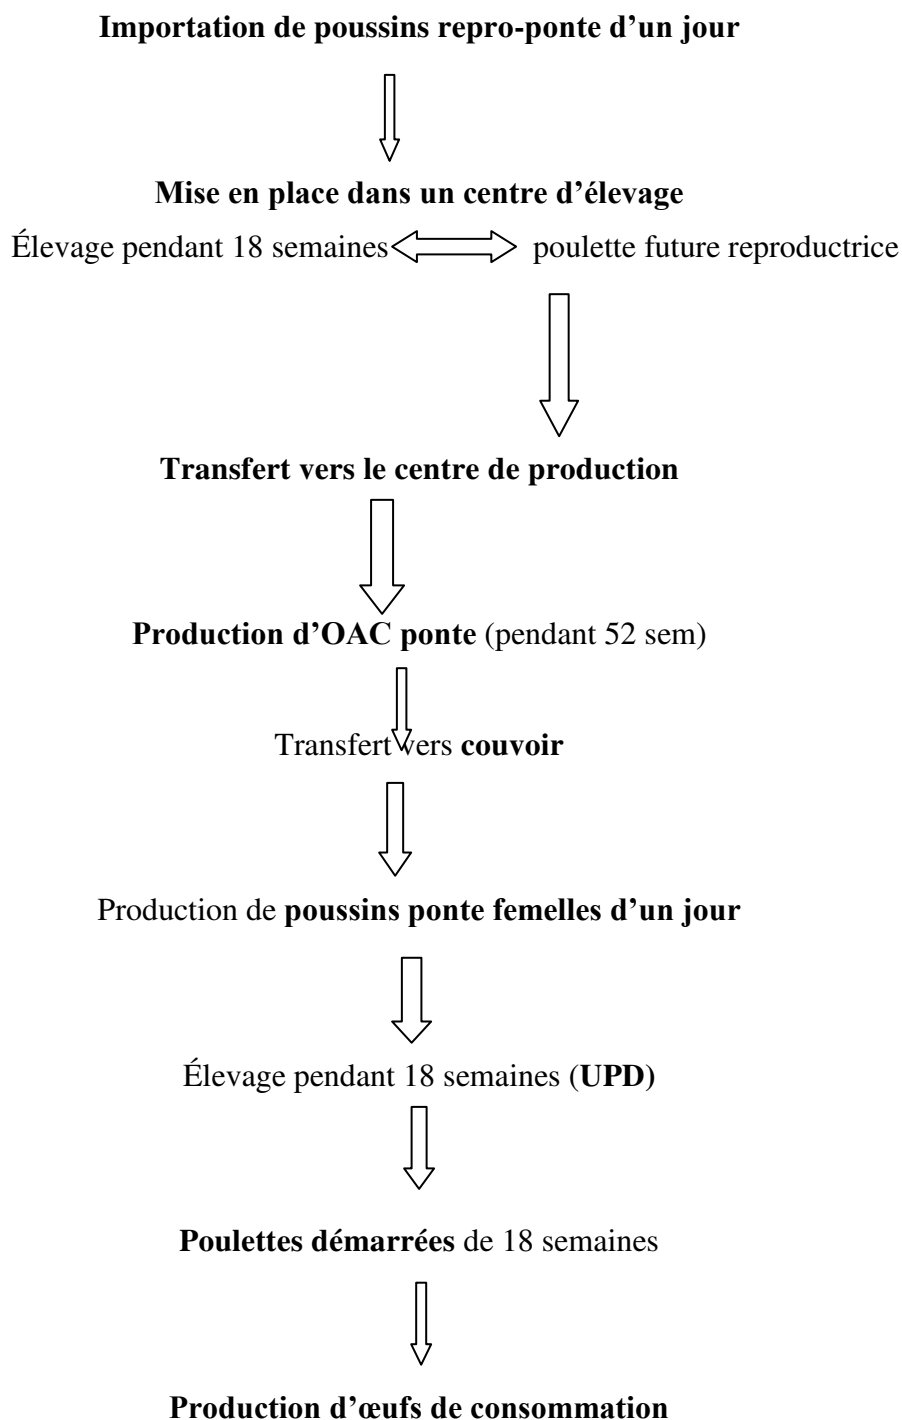 Importation de poussins repro-ponte d’un jour
Mise en place dans un centre d’élevage
Élevage pendant 18 semaines poulette future reproductrice
Transfert vers le centre de production
Production d’OAC ponte (pendant 52 sem)
Transfert vers couvoir
Production de poussins ponte femelles d’un jour
Élevage pendant 18 semaines (UPD)
Poulettes démarrées de 18 semaines
Production d’œufs de consommation